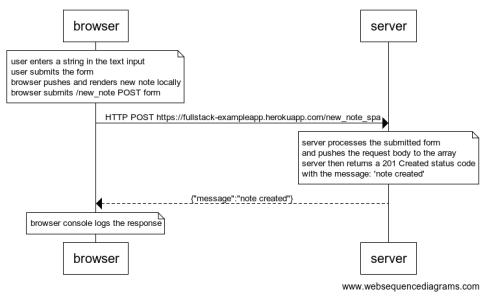 browser
server
user enters a string in the text input
user submits the form
browser pushes and renders new note locally
browser submits /new_note POST form
HTTP POST https://fullstack-exampleapp.herokuapp.com/new_note_spa
server processes the submitted form
and pushes the request body to the array
server then returns a 201 Created status code
with the message: 'note created'
{"message":"note created"}
browser console logs the response
browser
server
www.websequencediagrams.com